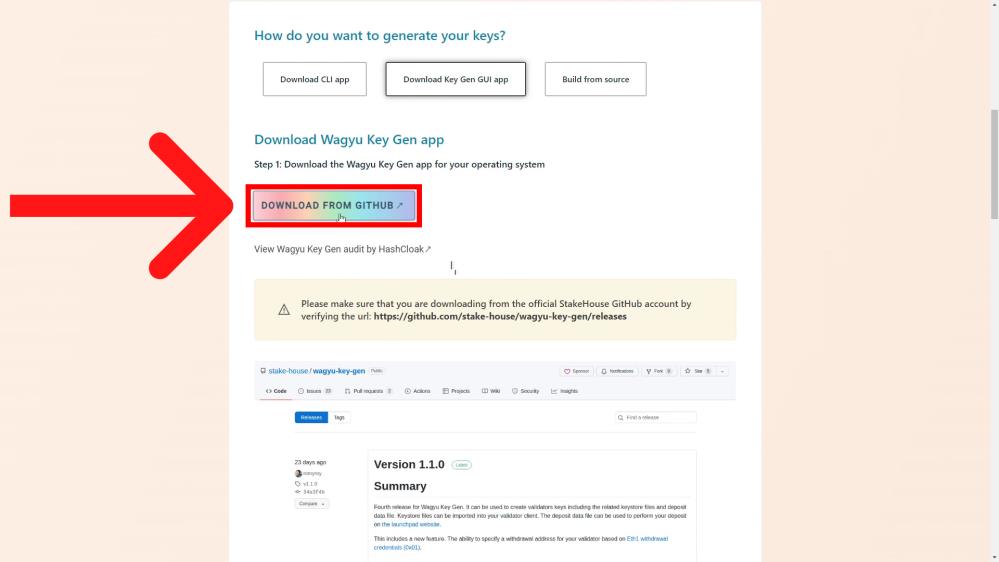 How do you want to generate your keys?
Download CLI app
Download Key Gen GUI app
Build from source
Download Wagyu Key Gen app
Step 1: Download the Wagyu Key Gen app for your operating system
DOWNLOAD FROM GITHUB ↗
View Wagyu Key Gen audit by HashCloak↗
Please make sure that you are downloading from the official StakeHouse GitHub account by
verifying the url: https://github.com/stake-house/wagyu-key-gen/releases
stake-house / wagyu-key-gen Public
Sponsor Notifications Fork Star
Code Issues 23 Pull requests 2 Actions Projects Wiki Security Insights
Releases Tags
Find a release
23 days ago
v1.1.0
34a3f4b
Compare
Version 1.1.0 Latest
Summary
Fourth release for Wagyu Key Gen. It can be used to create validators keys including the related keystore files and deposit
data file. Keystore files can be imported into your validator client. The deposit data file can be used to perform your deposit
on the launchpad website.
This includes a new feature. The ability to specify a withdrawal address for your validator based on Eth1 withdrawal
credentials (0x01).